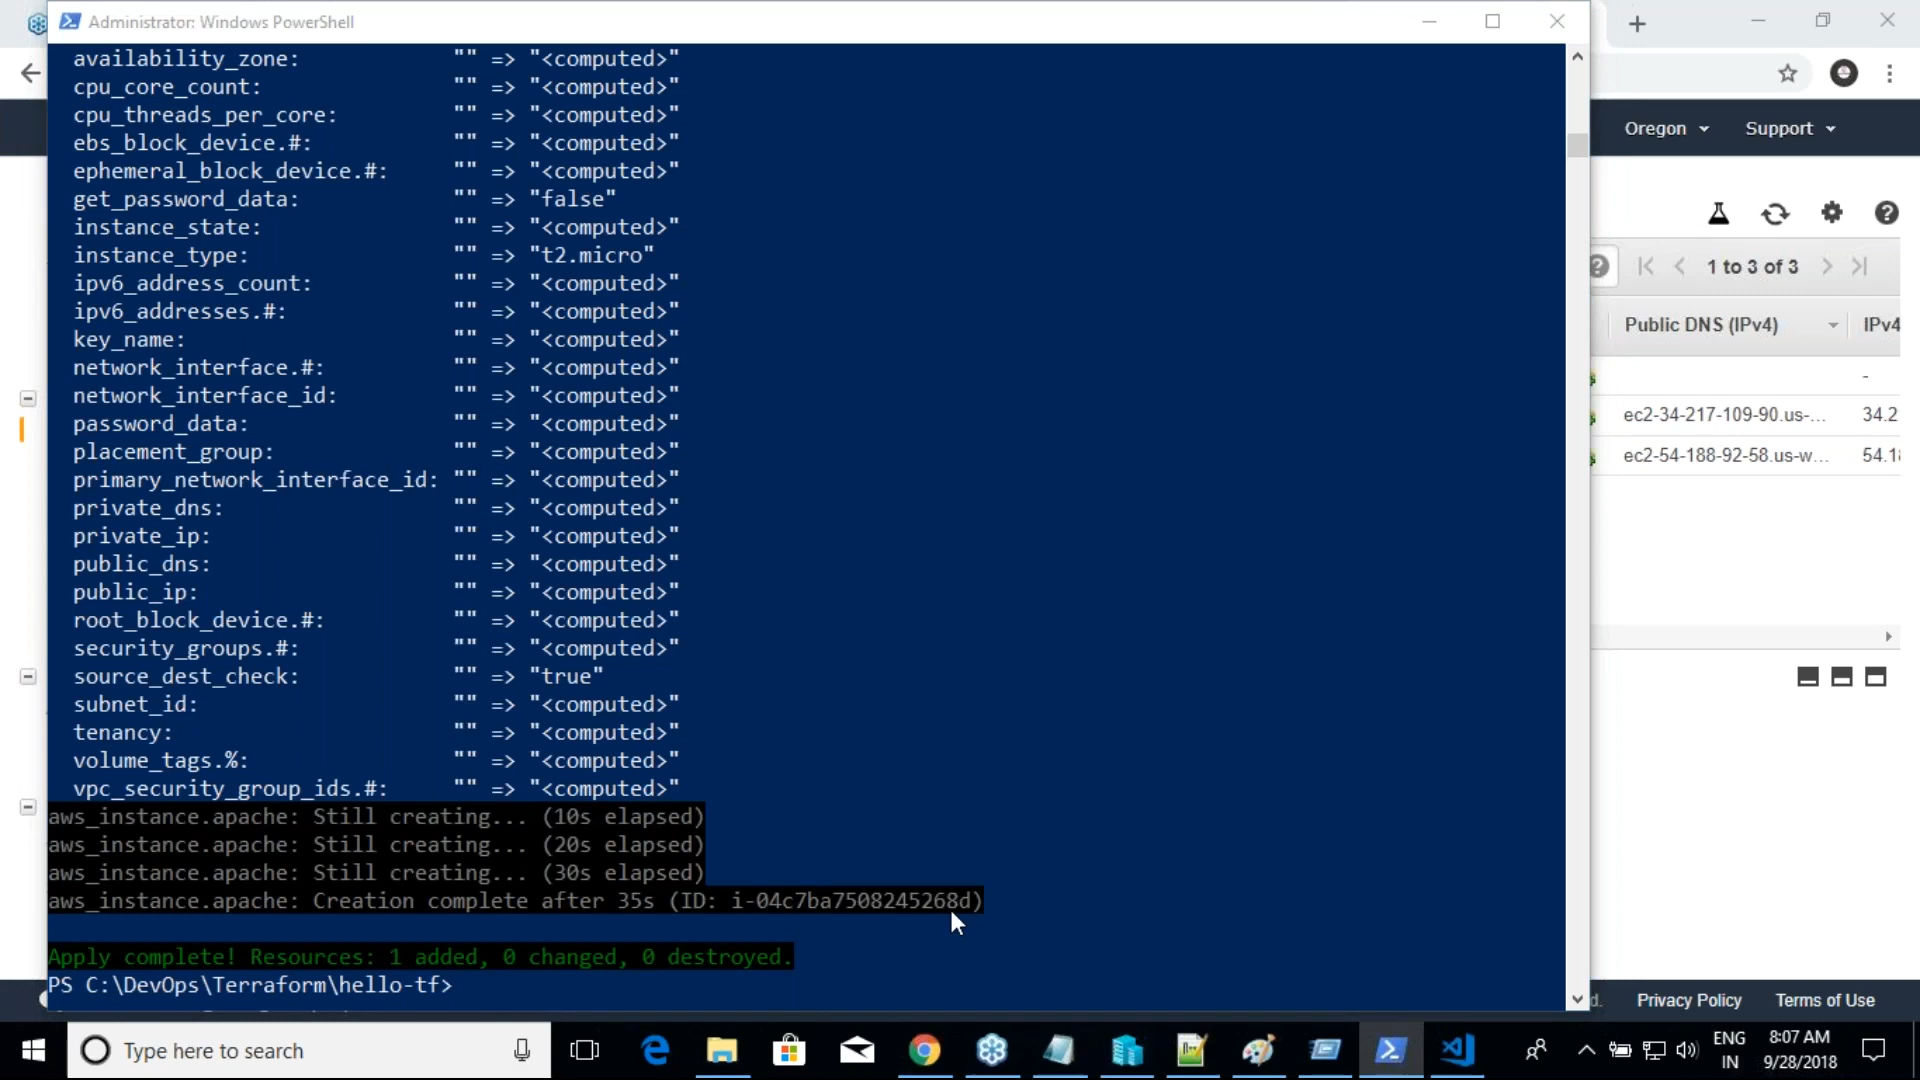 Administrator: Windows PowerShell
availability_zone: "" => "<computed>"
cpu_core_count: "" => "<computed>"
cpu_threads_per_core: "" => "<computed>"
ebs_block_device.#: "" => "<computed>"
ephemeral_block_device.#: "" => "<computed>"
get_password_data: "" => "false"
instance_state: "" => "<computed>"
instance_type: "" => "t2.micro"
ipv6_address_count: "" => "<computed>"
ipv6_addresses.#: "" => "<computed>"
key_name: "" => "<computed>"
network_interface.#: "" => "<computed>"
network_interface_id: "" => "<computed>"
password_data: "" => "<computed>"
placement_group: "" => "<computed>"
primary_network_interface_id: "" => "<computed>"
private_dns: "" => "<computed>"
private_ip: "" => "<computed>"
public_dns: "" => "<computed>"
public_ip: "" => "<computed>"
root_block_device.#: "" => "<computed>"
security_groups.#: "" => "<computed>"
source_dest_check: "" => "true"
subnet_id: "" => "<computed>"
tenancy: "" => "<computed>"
volume_tags.%: "" => "<computed>"
vpc_security_group_ids.#: "" => "<computed>"
aws_instance.apache: Still creating... (10s elapsed)
aws_instance.apache: Still creating... (20s elapsed)
aws_instance.apache: Still creating... (30s elapsed)
aws_instance.apache: Creation complete after 35s (ID: i-04c7ba7508245268d)
Apply complete! Resources: 1 added, 0 changed, 0 destroyed.
PS C:\DevOps\Terraform\hello-tf>
Oregon Support
1 to 3 of 3
Public DNS (IPv4) IPv4
-
ec2-34-217-109-90.us-... 34.2
ec2-54-188-92-58.us-w... 54.1
d. Privacy Policy Terms of Use
Type here to search
ENG
IN
8:07 AM
9/28/2018